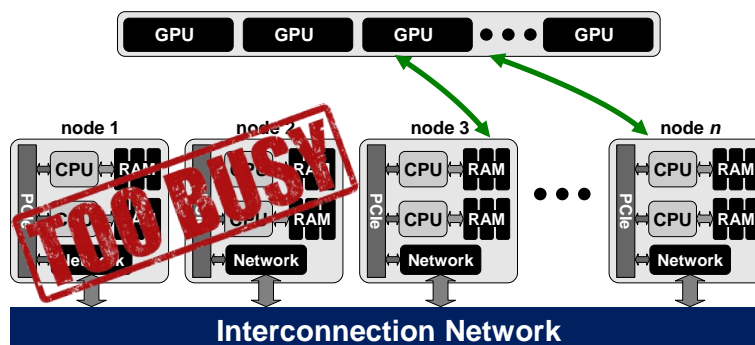 GPU GPU GPU GPU
node 1 node 2 node 3 node n
PCIe CPU RAM CPU RAM CPU RAM PCIe CPU RAM
TOO BUSY
CPU CPU RAM PCIe CPU RAM CPU RAM
Network Network Network Network
Interconnection Network